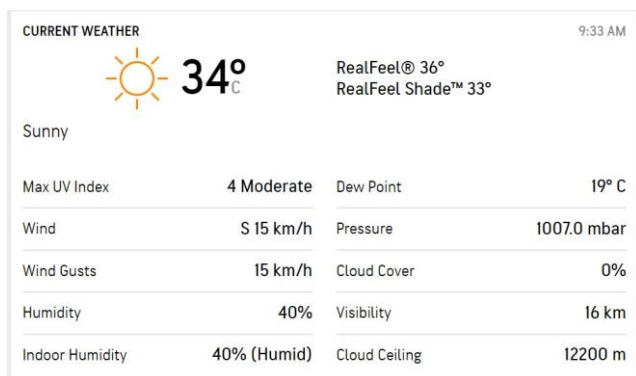 CURRENT WEATHER 9:33 AM
34° C
RealFeel® 36°
RealFeel Shade™ 33°
Sunny
Max UV Index 4 Moderate
Dew Point 19° C
Wind S 15 km/h
Pressure 1007.0 mbar
Wind Gusts 15 km/h
Cloud Cover 0%
Humidity 40%
Visibility 16 km
Indoor Humidity 40% (Humid)
Cloud Ceiling 12200 m